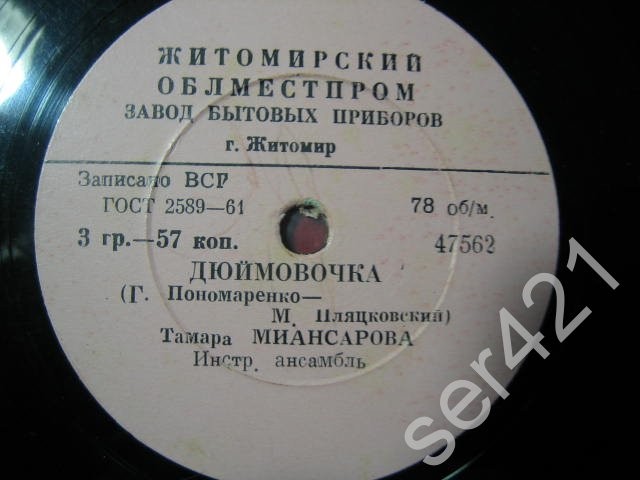 ЖИТОМИРСКИЙ
ОБЛМЕСТПРОМ
ЗАВОД БЫТОВЫХ ПРИБОРОВ
г. Житомир
Записано ВСГ
ГОСТ 2589—61 78 об/м.
3 гр.—57 коп. 47562
ДЮЙМОВОЧКА
(Г. Пономаренко—
М. Пляцковский)
Тамара МИАНСАРОВА
Инстр. ансамбль
ser421